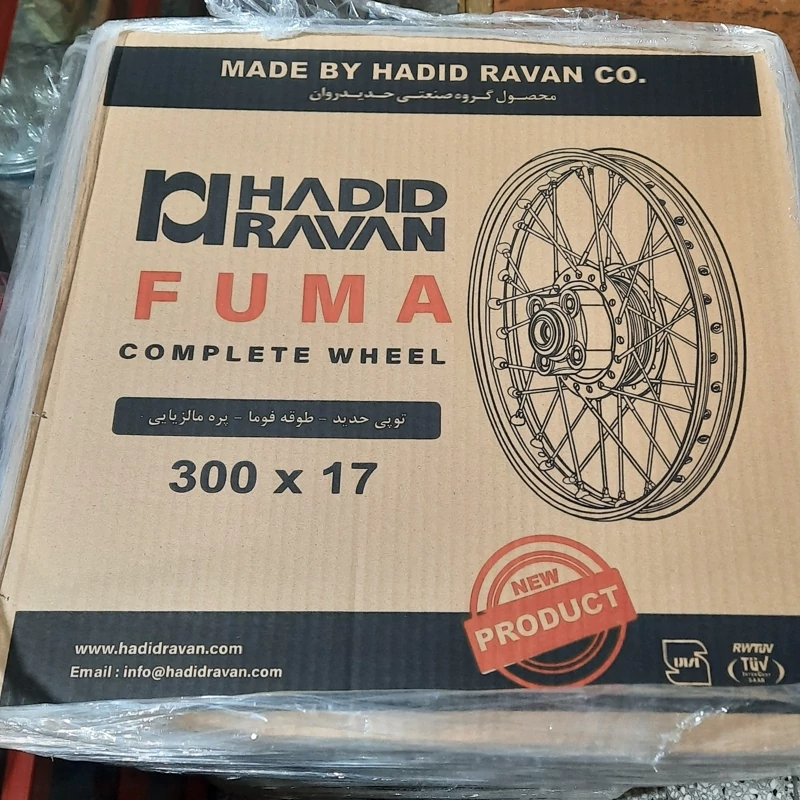 MADE BY HADID RAVAN CO.
محصول گروه صنعتی حدیدروان
HADID
RAVAN
FUMA
COMPLETE WHEEL
توپی حدید - طوقه فوما - پره مالزیایی -
300 x 17
NEW
PRODUCT
www.hadidravan.com
Email : info@hadidravan.com
RWTUV
TÜV